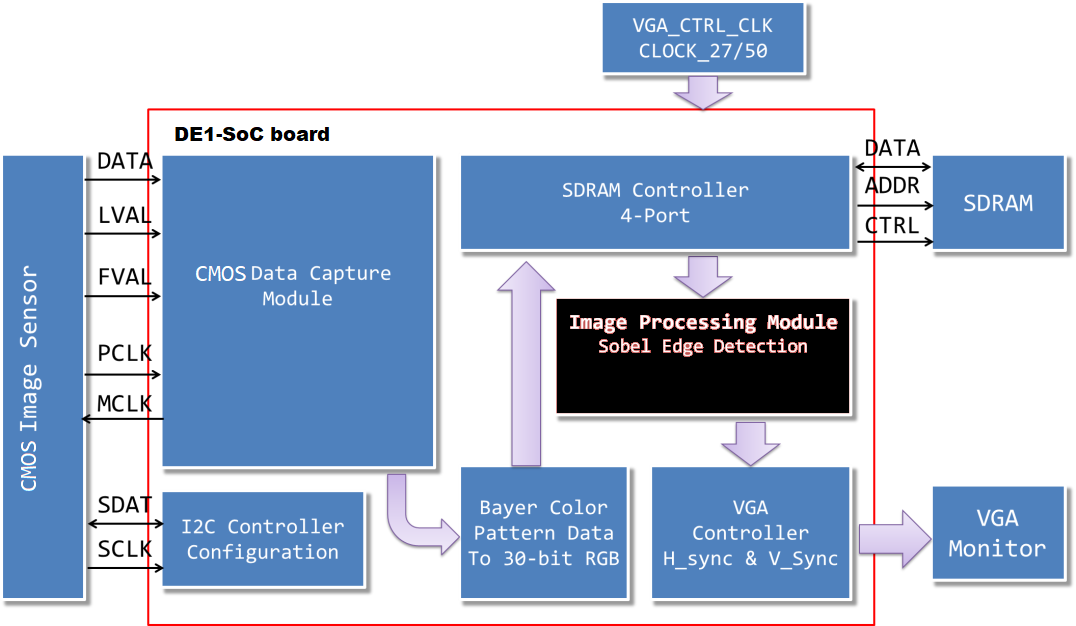 VGA_CTRL_CLK
CLOCK_27/50
DE1-SoC board
DATA
LVAL
FVAL
PCLK
MCLK
SDAT
SCLK
CMOS Image Sensor
CMOS Data Capture
Module
I2C Controller
Configuration
SDRAM Controller
4-Port
DATA
ADDR
CTRL
SDRAM
Image Processing Module
Sobel Edge Detection
Bayer Color
Pattern Data
To 30-bit RGB
VGA
Controller
H_sync & V_Sync
VGA
Monitor